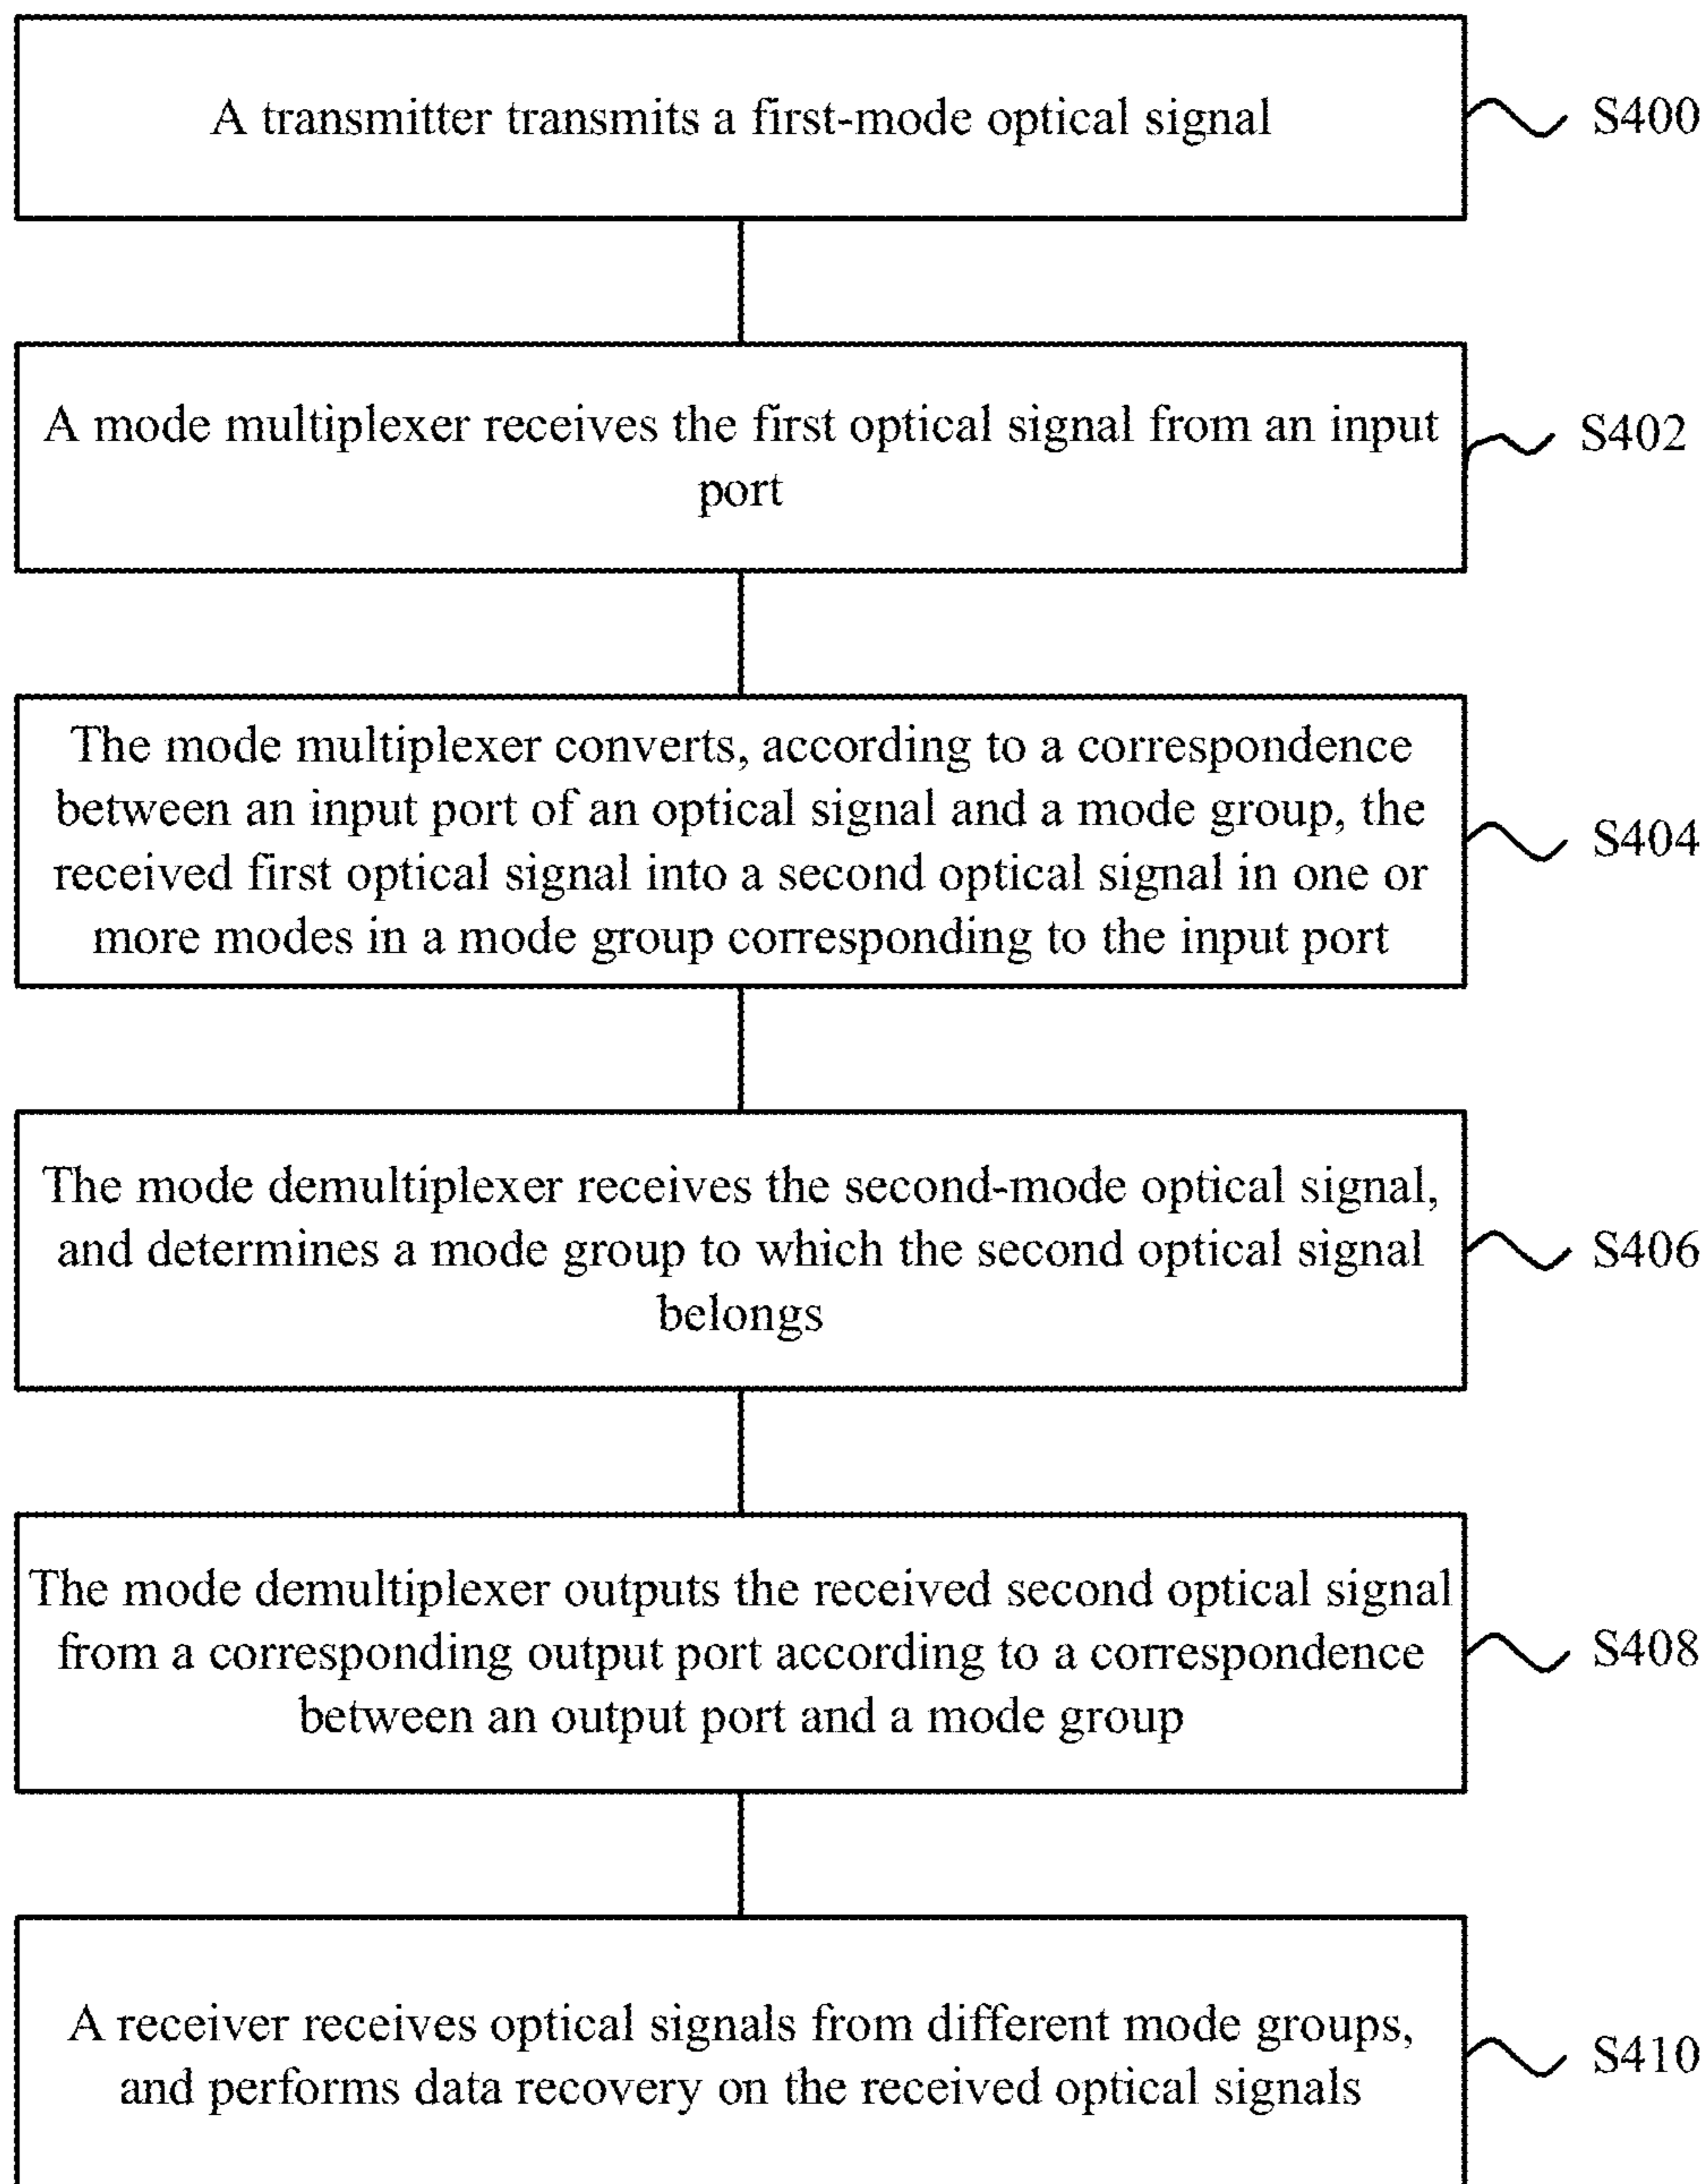 A transmitter transmits a first-mode optical signal
S400
A mode multiplexer receives the first optical signal from an input
port
S402
The mode multiplexer converts, according to a correspondence
between an input port of an optical signal and a mode group, the
received first optical signal into a second optical signal in one or
more modes in a mode group corresponding to the input port
S404
The mode demultiplexer receives the second-mode optical signal,
and determines a mode group to which the second optical signal
belongs
S406
The mode demultiplexer outputs the received second optical signal
from a corresponding output port according to a correspondence
between an output port and a mode group
S408
A receiver receives optical signals from different mode groups,
and performs data recovery on the received optical signals
S410